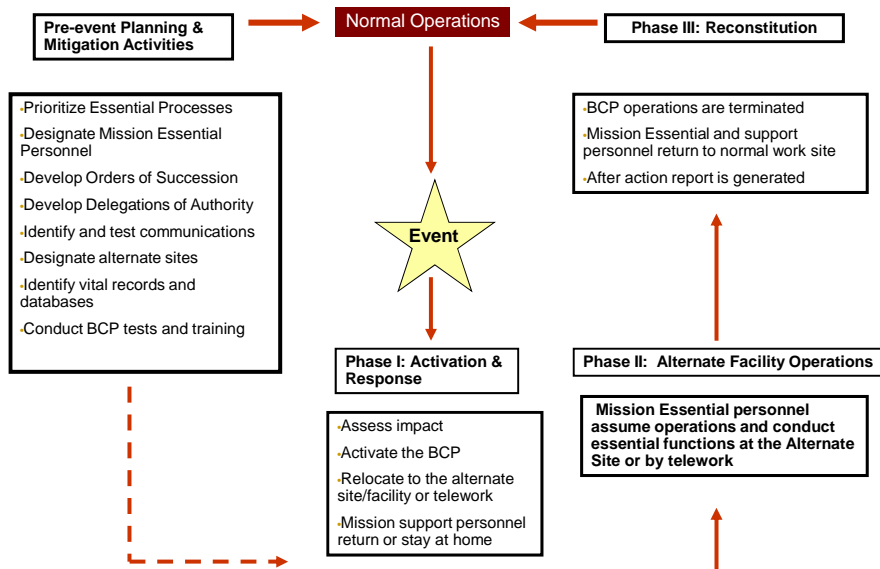 Pre-event Planning &
Mitigation Activities
Normal Operations
Phase III: Reconstitution
•Prioritize Essential Processes
•Designate Mission Essential
Personnel
•Develop Orders of Succession
•Develop Delegations of Authority
•Identify and test communications
•Designate alternate sites
•Identify vital records and
databases
•Conduct BCP tests and training
•BCP operations are terminated
•Mission Essential and support
personnel return to normal work site
•After action report is generated
Event
Phase I: Activation &
Response
•Assess impact
•Activate the BCP
•Relocate to the alternate
site/facility or telework
•Mission support personnel
return or stay at home
Phase II: Alternate Facility Operations
Mission Essential personnel
assume operations and conduct
essential functions at the Alternate
Site or by telework